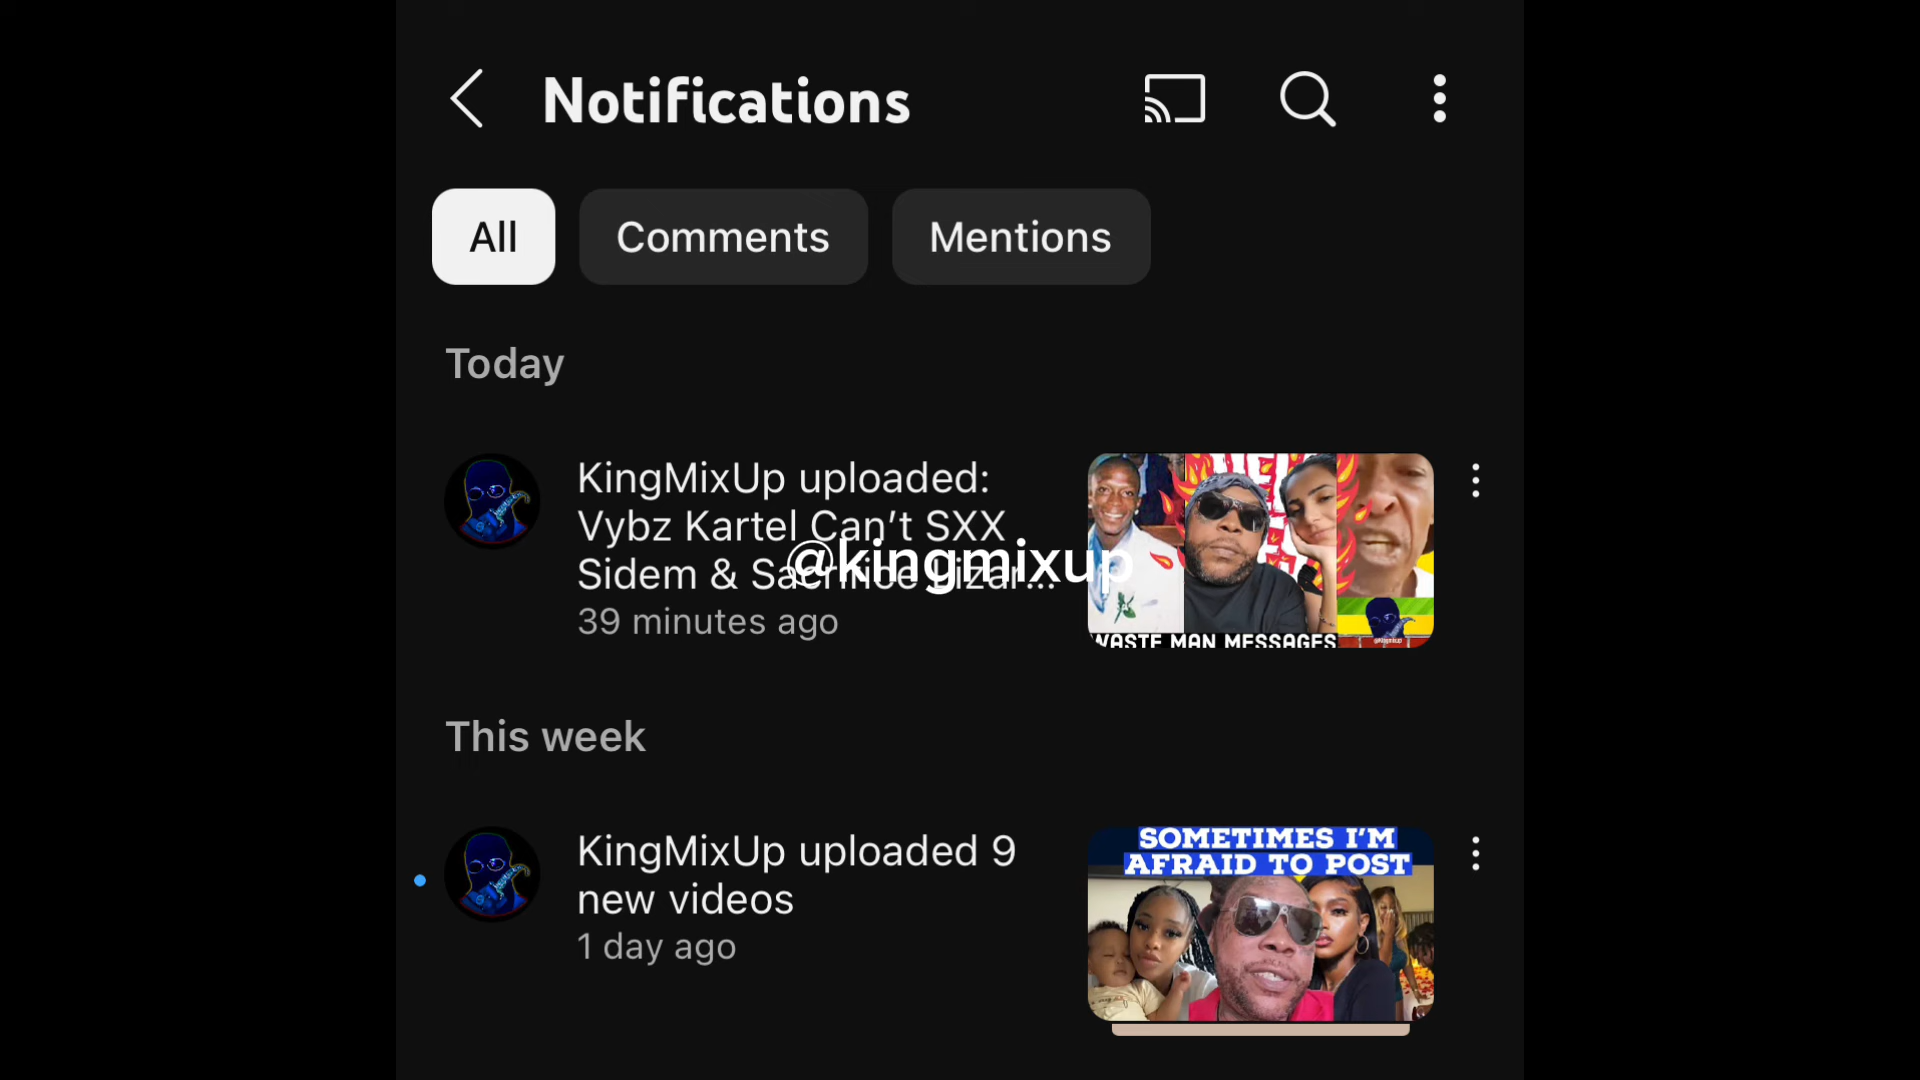 Notifications
All
Comments
Mentions
Today
KingMixUp uploaded:
Vybz Kartel Can’t SXX
Sidem & Sacrifice Lizar...
@kingmixup
39 minutes ago
WASTE MAN MESSAGES
This week
KingMixUp uploaded 9
new videos
1 day ago
SOMETIMES I'M
AFRAID TO POST